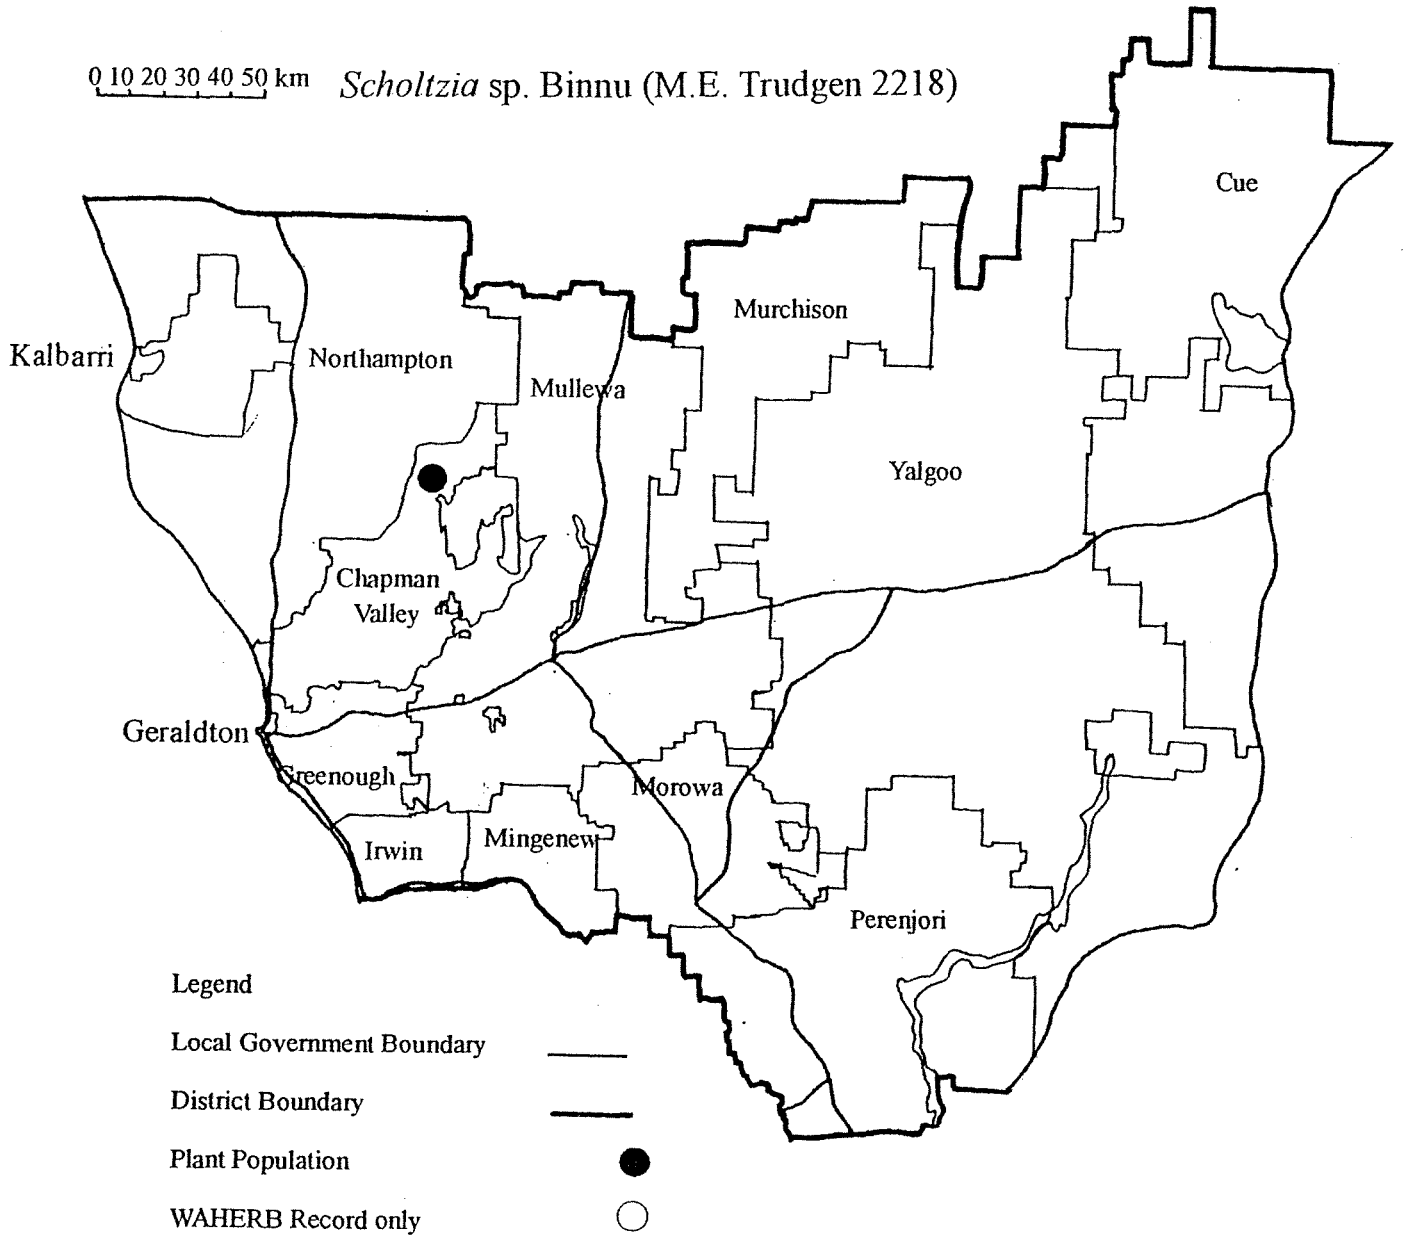 0 10 20 30 40 50 km
Scholtzia sp. Binnu (M.E. Trudgen 2218)
Cue
Murchison
Kalbarri
Northampton
Mullewa
Yalgoo
Chapman
Valley
Geraldton
Greenough
Morowa
Irwin
Mingenew
Perenjori
Legend
Local Government Boundary
District Boundary
Plant Population
WAHERB Record only